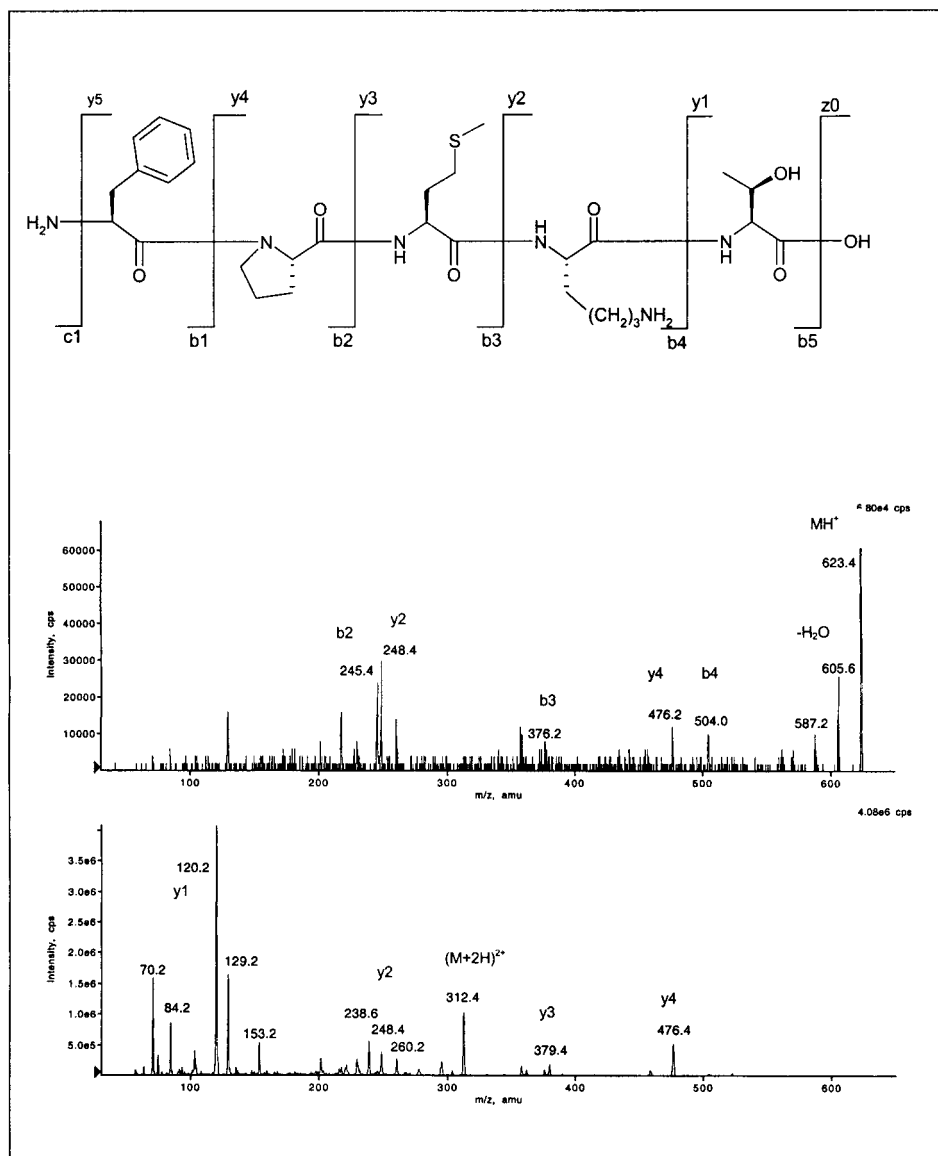 y5 y4 y3 y2 y1 z0
S
OH
O O
H₂N N N N N OH
H H H
O O O
(CH₂)₃NH₂
c1 b1 b2 b3 b4 b5
80e4 cps
MH⁺
60000 623.4
50000
40000 y2 -H₂O
b2
30000 248.4 605.6
245.4 y4 b4
20000 b3
476.2 504.0
10000 376.2 587.2
Intensity, cps
100 200 300 400 500 600
m/z, amu
4.08e6 cps
3.5e6 120.2
3.0e6 y1
2.5e6
2.0e6 (M+2H)²⁺
129.2 y2
1.5e6 70.2 y4
312.4
1.0e6 84.2 238.6 y3
248.4 476.4
5.0e5 153.2 260.2 379.4
Intensity, cps
100 200 300 400 500 600
m/z, amu